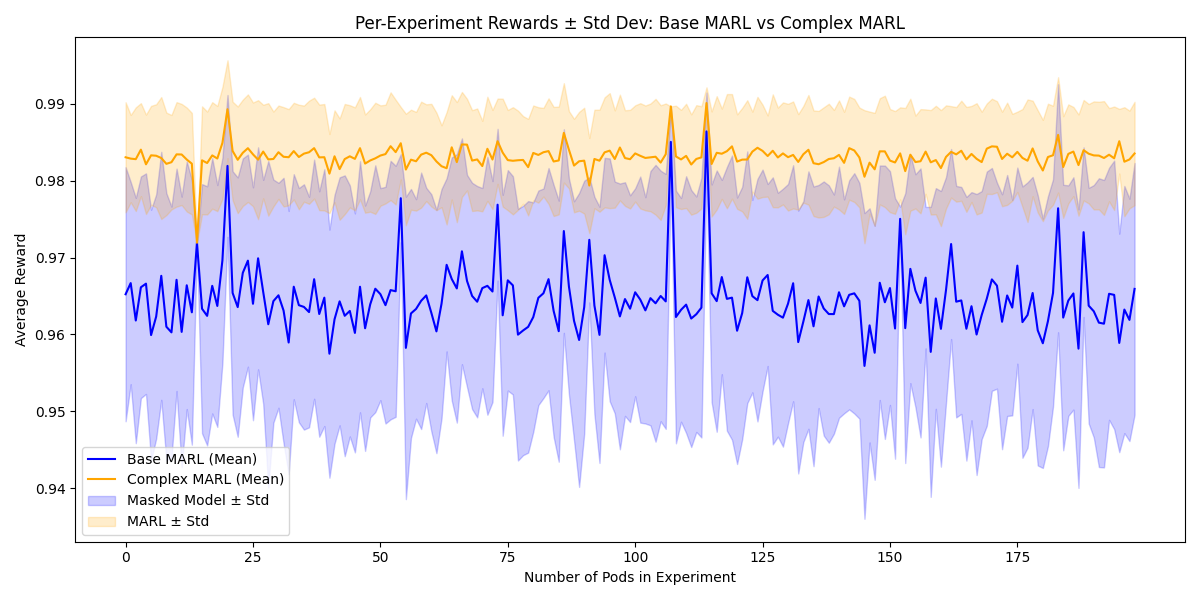 Per-Experiment Rewards ± Std Dev: Base MARL vs Complex MARL
Average Reward
0.99
0.98
0.97
0.96
0.95
0.94
Base MARL (Mean)
Complex MARL (Mean)
Masked Model ± Std
MARL ± Std
0 25 50 75 100 125 150 175
Number of Pods in Experiment